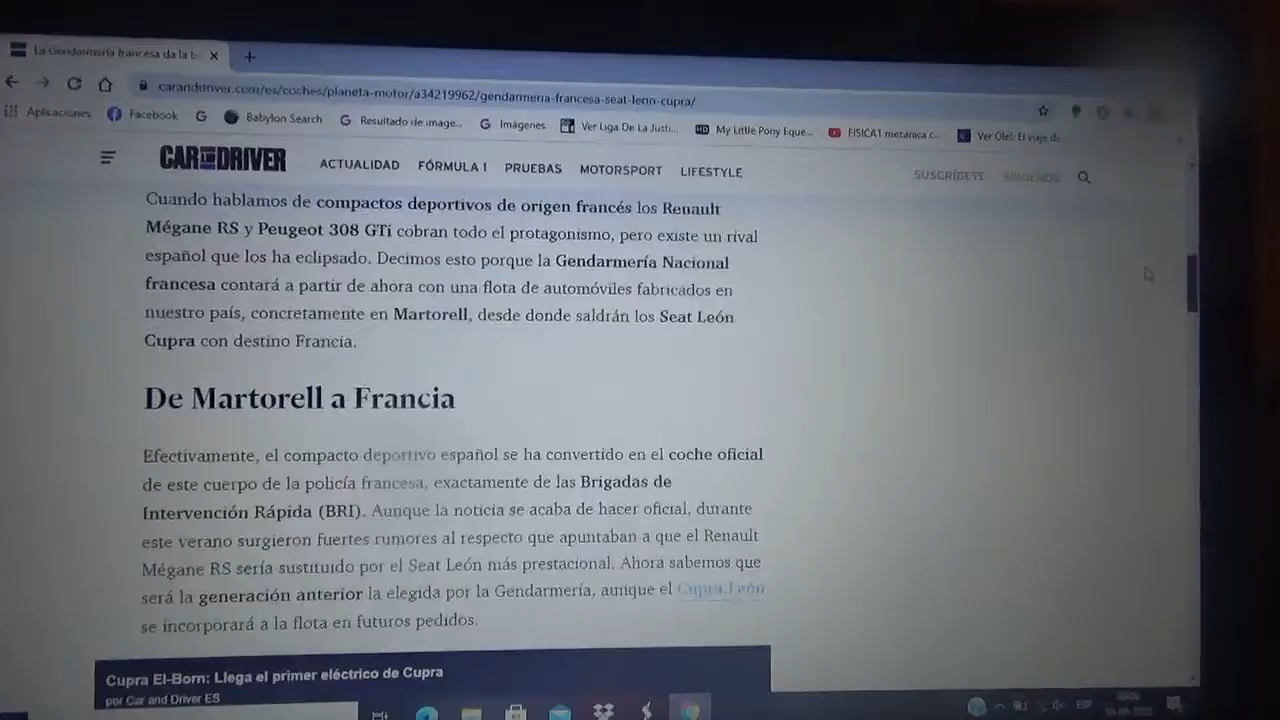 La Gendarmería francesa da la b
caranddriver.com/es/coches/planeta-motor/a34219962/gendarmeria-francesa-seat-leon-cupra/
Aplicaciones Facebook Babylon Search Resultado de image... Imágenes Ver Liga De La Justi... My Little Pony Eque... FISICA1 mecanica c... Ver Ole!: El viaje de
CAR AND DRIVER ACTUALIDAD FÓRMULA 1 PRUEBAS MOTORSPORT LIFESTYLE SUSCRÍBETE
Cuando hablamos de compactos deportivos de origen francés los Renault
Mégane RS y Peugeot 308 GTi cobran todo el protagonismo, pero existe un rival
español que los ha eclipsado. Decimos esto porque la Gendarmería Nacional
francesa contará a partir de ahora con una flota de automóviles fabricados en
nuestro país, concretamente en Martorell, desde donde saldrán los Seat León
Cupra con destino Francia.
De Martorell a Francia
Efectivamente, el compacto deportivo español se ha convertido en el coche oficial
de este cuerpo de la policía francesa, exactamente de las Brigadas de
Intervención Rápida (BRI). Aunque la noticia se acaba de hacer oficial, durante
este verano surgieron fuertes rumores al respecto que apuntaban a que el Renault
Mégane RS sería sustituido por el Seat León más prestacional. Ahora sabemos que
será la generación anterior la elegida por la Gendarmería, aunque el Cupra León
se incorporará a la flota en futuros pedidos.
Cupra El-Born: Llega el primer eléctrico de Cupra
por Car and Driver ES
ESP